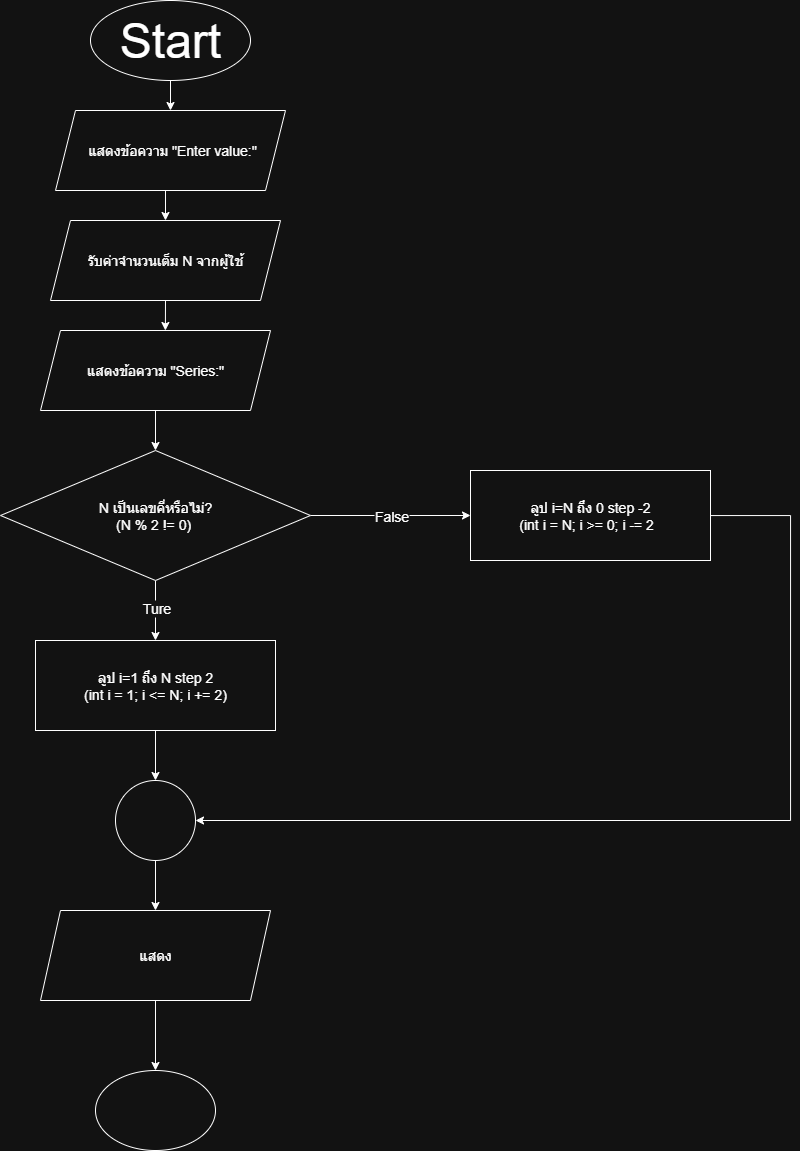 Start
แสดงข้อความ "Enter value:"
รับค่าจำนวนเต็ม N จากผู้ใช้
แสดงข้อความ "Series:"
N เป็นเลขคี่หรือไม่?
(N % 2 != 0)
False
ลูป i=N ถึง 0 step -2
(int i = N; i >= 0; i -= 2
Ture
ลูป i=1 ถึง N step 2
(int i = 1; i <= N; i += 2)
แสดง